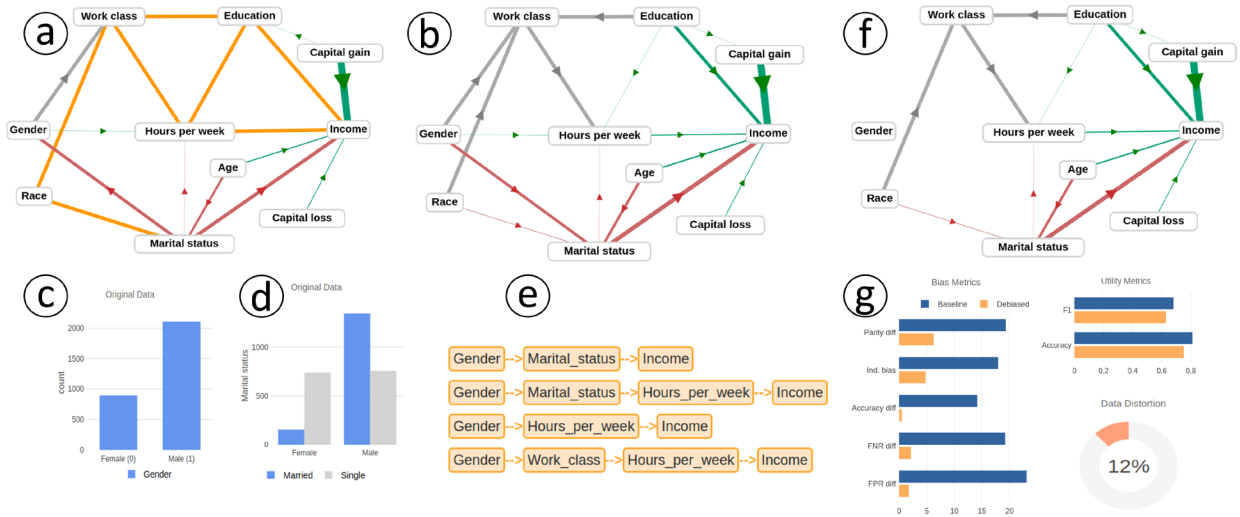 a
Work class
Education
Capital gain
Gender
Hours per week
Income
Age
Race
Capital loss
Marital status
b
Work class
Education
Capital gain
Gender
Hours per week
Income
Age
Race
Capital loss
Marital status
f
Work class
Education
Capital gain
Gender
Hours per week
Income
Age
Race
Capital loss
Marital status
c
Original Data
count
2000
1500
1000
500
0
Female (0)
Male (1)
Gender
d
Original Data
Marital status
1000
500
0
Female
Male
Married
Single
e
Gender-->Marital_status-->Income
Gender-->Marital_status-->Hours_per_week-->Income
Gender-->Hours_per_week-->Income
Gender-->Work_class-->Hours_per_week-->Income
g
Bias Metrics
Baseline
Debiased
Parity diff
Ind. bias
Accuracy diff
FNR diff
FPR diff
0
5
10
15
20
Utility Metrics
F1
Accuracy
0
0.2
0.4
0.6
0.8
Data Distortion
12%